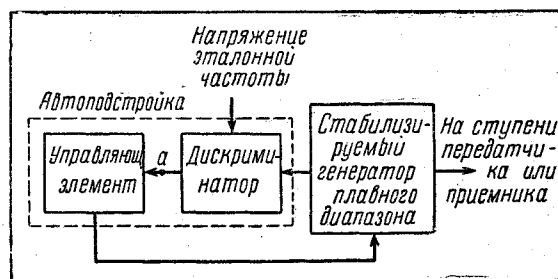 Напряжение
эталонной
частоты
Автоподстройка
Управляющ.
элемент
а
Дискрими-
натор
Стабилизи-
руемый
генератор
плавного
диапазона
На ступени
передатчи-
ка или
приемника